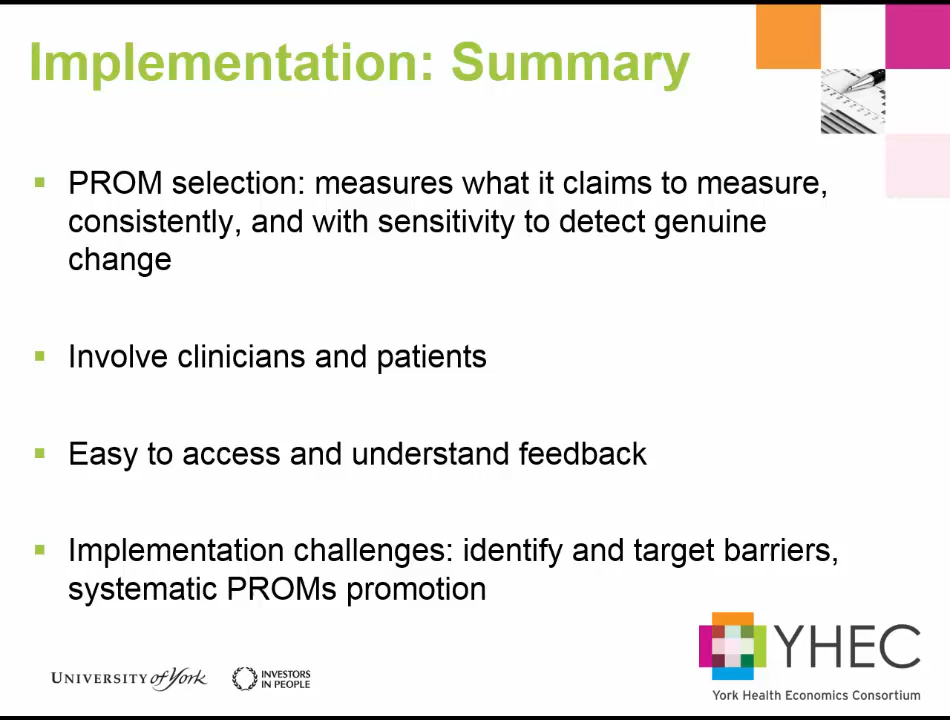 Implementation: Summary
PROM selection: measures what it claims to measure,
consistently, and with sensitivity to detect genuine
change
Involve clinicians and patients
Easy to access and understand feedback
Implementation challenges: identify and target barriers,
systematic PROMs promotion
UNIVERSITY of York
INVESTORS
IN PEOPLE
YHEC
York Health Economics Consortium